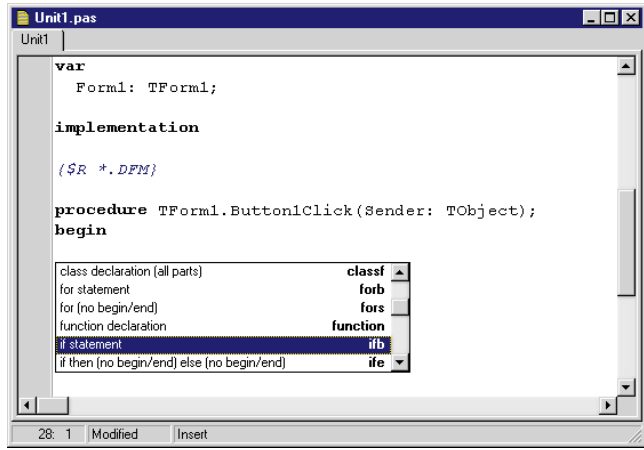 Unit1.pas
Unit1
var
Form1: TForm1;
implementation
{$R *.DFM}
procedure TForm1.Button1Click(Sender: TObject);
begin
class declaration (all parts) classf
for statement forb
for (no begin/end) fors
function declaration function
if statement ifb
if then (no begin/end) else (no begin/end) ife
28: 1 Modified Insert